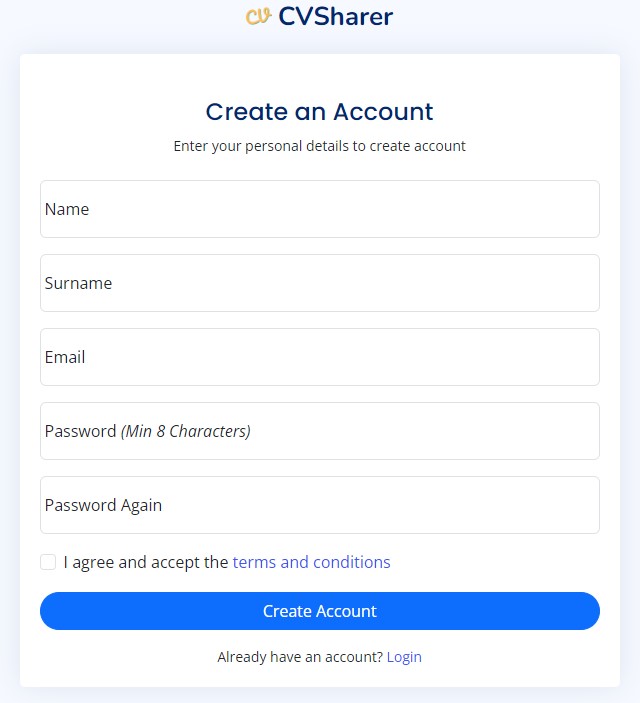 cv CVSharer
Create an Account
Enter your personal details to create account
Name
Surname
Email
Password (Min 8 Characters)
Password Again
I agree and accept the terms and conditions
Create Account
Already have an account? Login